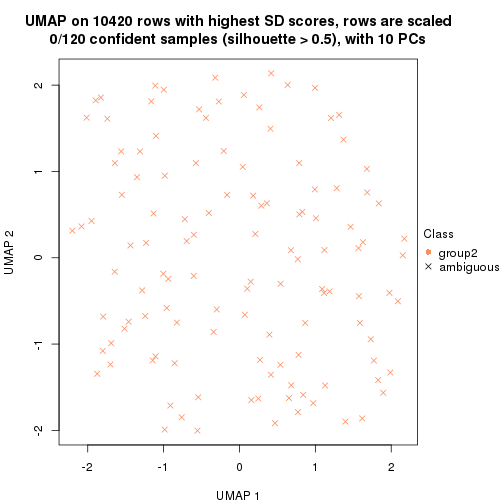 UMAP on 10420 rows with highest SD scores, rows are scaled
0/120 confident samples (silhouette > 0.5), with 10 PCs
UMAP 2
2
1
0
-1
-2
-2
-1
0
1
2
UMAP 1
Class
group2
ambiguous